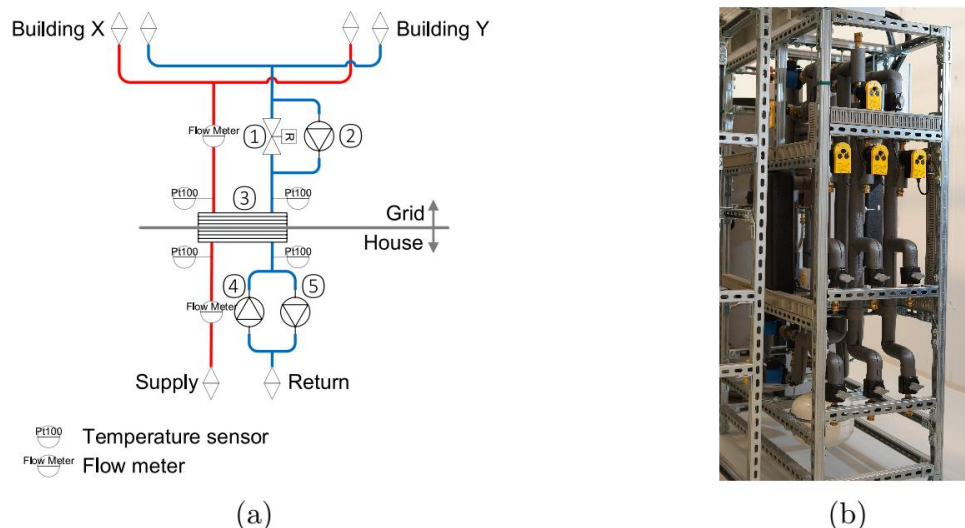 Building X
Building Y
Flow Meter
1
R
2
Pt100
3
Pt100
Grid
House
Pt100
Pt100
4
5
Flow Meter
Supply
Return
Pt100
Temperature sensor
Flow Meter
Flow meter
(a)
(b)